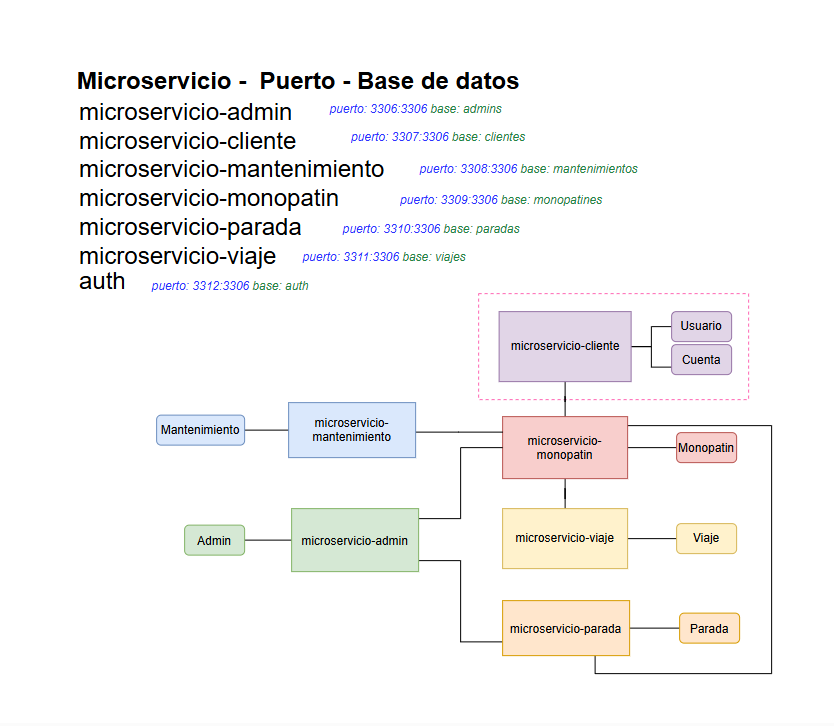 Microservicio -  Puerto - Base de datos
microservicio-admin puerto: 3306:3306 base: admins
microservicio-cliente puerto: 3307:3306 base: clientes
microservicio-mantenimiento puerto: 3308:3306 base: mantenimientos
microservicio-monopatin puerto: 3309:3306 base: monopatines
microservicio-parada puerto: 3310:3306 base: paradas
microservicio-viaje puerto: 3311:3306 base: viajes
auth puerto: 3312:3306 base: auth
microservicio-cliente
Usuario
Cuenta
Mantenimiento
microservicio-
mantenimiento
microservicio-
monopatin
Monopatin
Admin
microservicio-admin
microservicio-viaje
Viaje
microservicio-parada
Parada